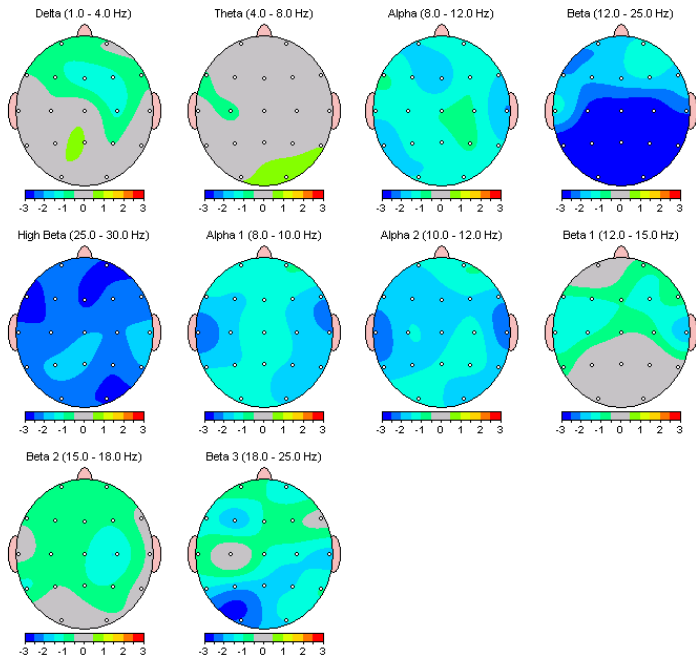 Delta (1.0 - 4.0 Hz) Theta (4.0 - 8.0 Hz) Alpha (8.0 - 12.0 Hz) Beta (12.0 - 25.0 Hz)
-3 -2 -1 0 1 2 3 -3 -2 -1 0 1 2 3 -3 -2 -1 0 1 2 3 -3 -2 -1 0 1 2 3
High Beta (25.0 - 30.0 Hz) Alpha 1 (8.0 - 10.0 Hz) Alpha 2 (10.0 - 12.0 Hz) Beta 1 (12.0 - 15.0 Hz)
-3 -2 -1 0 1 2 3 -3 -2 -1 0 1 2 3 -3 -2 -1 0 1 2 3 -3 -2 -1 0 1 2 3
Beta 2 (15.0 - 18.0 Hz) Beta 3 (18.0 - 25.0 Hz)
-3 -2 -1 0 1 2 3 -3 -2 -1 0 1 2 3